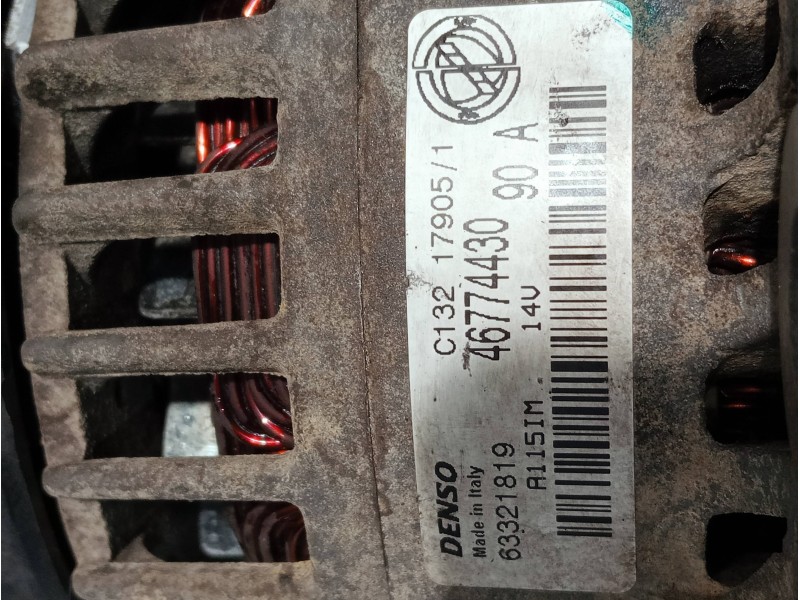 DENSO
Made in Italy
63321819
A115IM
C132 17905/1
46774430
14V 90 A